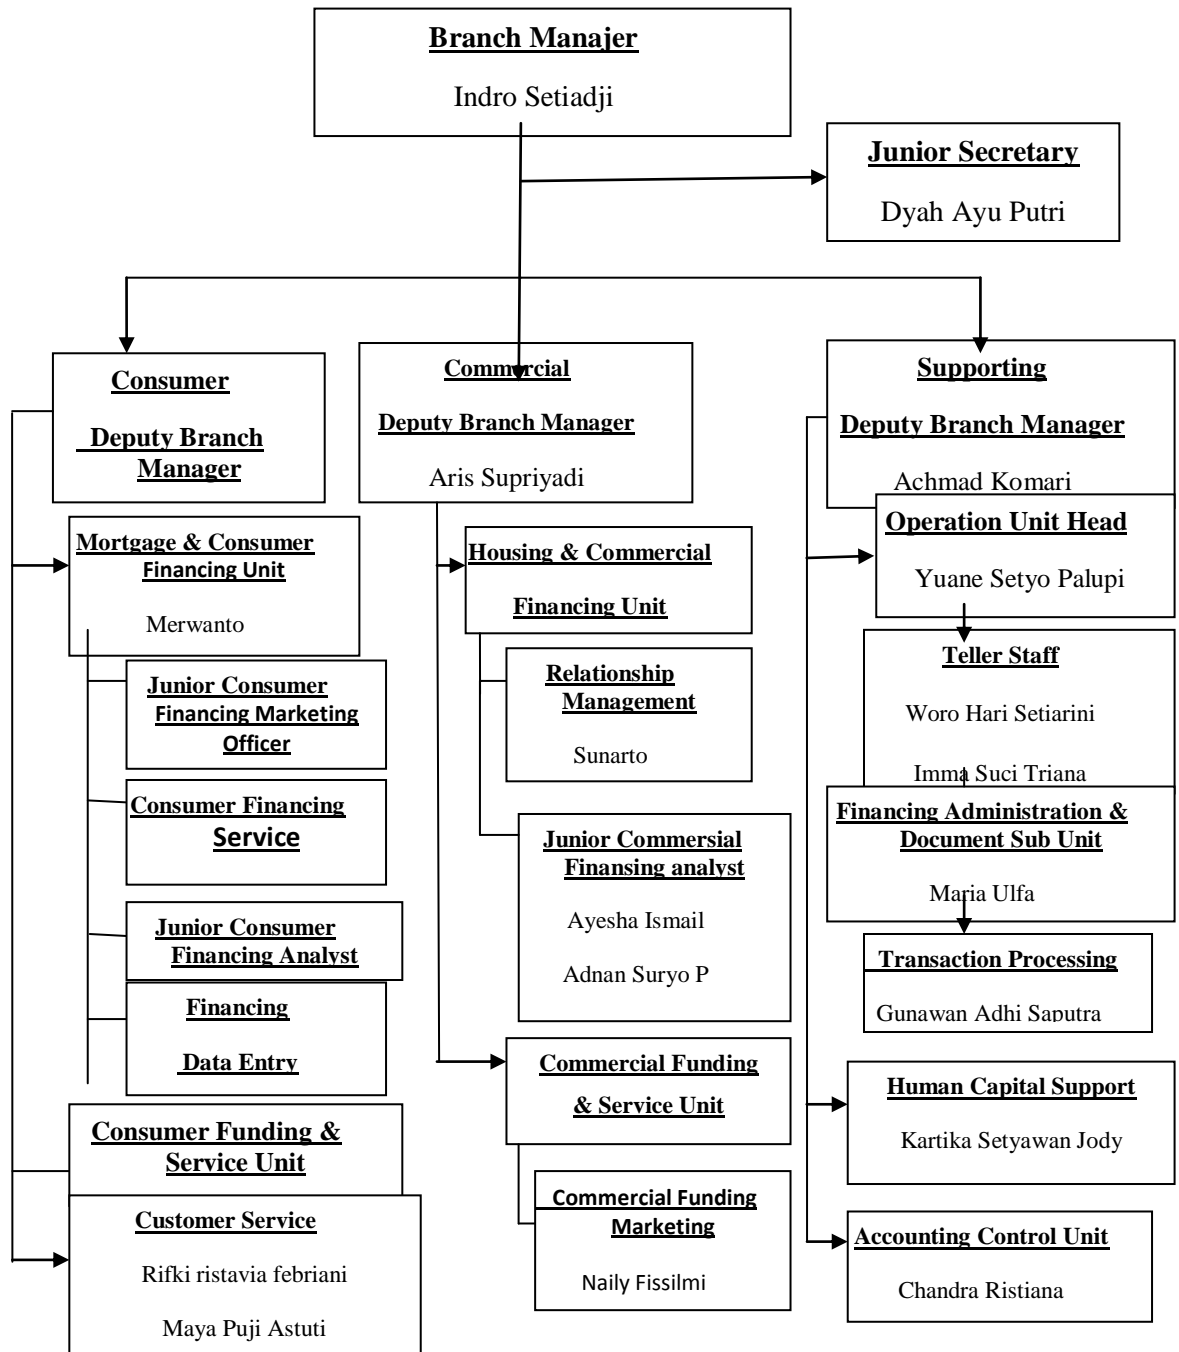 Branch Manajer
Indro Setiadji
Junior Secretary
Dyah Ayu Putri
Consumer
Deputy Branch
Manager
Mortgage & Consumer
Financing Unit
Merwanto
Junior Consumer
Financing Marketing
Officer
Consumer Financing
Service
Junior Consumer
Financing Analyst
Financing
Data Entry
Consumer Funding &
Service Unit
Customer Service
Rifki ristavia febriani
Maya Puji Astuti
Commercial
Deputy Branch Manager
Aris Supriyadi
Housing & Commercial
Financing Unit
Relationship
Management
Sunarto
Junior Commersial
Finansing analyst
Ayesha Ismail
Adnan Suryo P
Commercial Funding
& Service Unit
Commercial Funding
Marketing
Naily Fissilmi
Supporting
Deputy Branch Manager
Achmad Komari
Operation Unit Head
Yuane Setyo Palupi
Teller Staff
Woro Hari Setiarini
Imma Suci Triana
Financing Administration &
Document Sub Unit
Maria Ulfa
Transaction Processing
Gunawan Adhi Saputra
Human Capital Support
Kartika Setyawan Jody
Accounting Control Unit
Chandra Ristiana